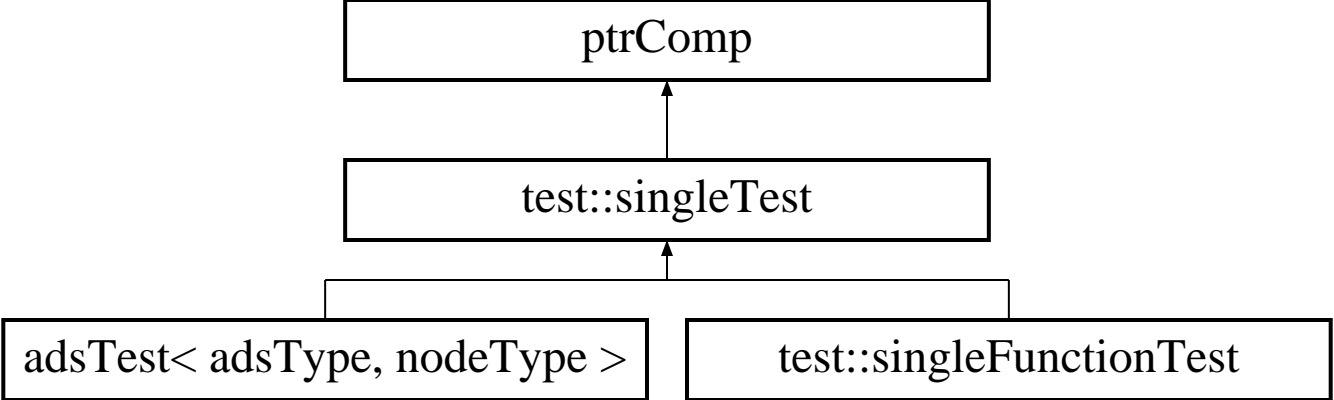 ptrComp
test::singleTest
adsTest< adsType, nodeType >
test::singleFunctionTest